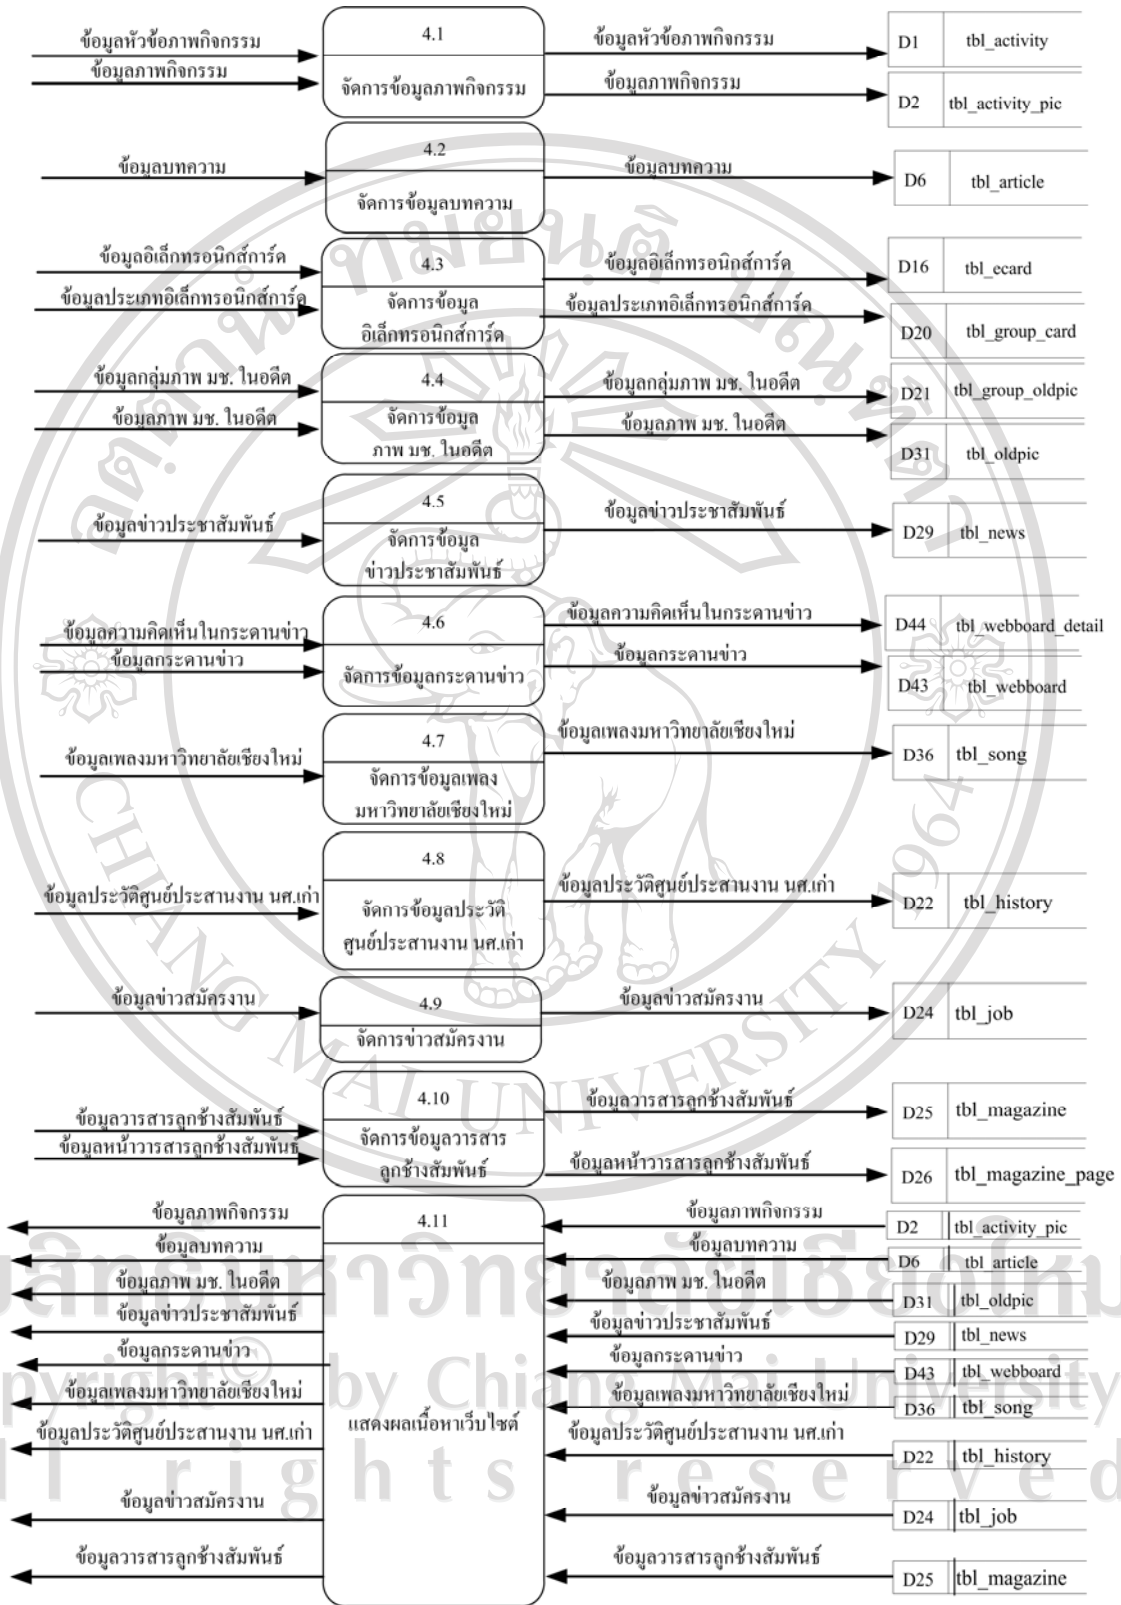 4.1
ข้อมูลหัวข้อภาพกิจกรรม
ข้อมูลภาพกิจกรรม
จัดการข้อมูลภาพกิจกรรม
ข้อมูลหัวข้อภาพกิจกรรม
D1 tbl_activity
ข้อมูลภาพกิจกรรม
D2 tbl_activity_pic
4.2
ข้อมูลบทความ
จัดการข้อมูลบทความ
ข้อมูลบทความ
D6 tbl_article
4.3
ข้อมูลอิเล็กทรอนิกส์การ์ด
ข้อมูลประเภทอิเล็กทรอนิกส์การ์ด
จัดการข้อมูล
อิเล็กทรอนิกส์การ์ด
ข้อมูลอิเล็กทรอนิกส์การ์ด
D16 tbl_ecard
ข้อมูลประเภทอิเล็กทรอนิกส์การ์ด
D20 tbl_group_card
4.4
ข้อมูลกลุ่มภาพ มช. ในอดีต
ข้อมูลภาพ มช. ในอดีต
จัดการข้อมูล
ภาพ มช. ในอดีต
ข้อมูลกลุ่มภาพ มช. ในอดีต
D21 tbl_group_oldpic
ข้อมูลภาพ มช. ในอดีต
D31 tbl_oldpic
4.5
ข้อมูลข่าวประชาสัมพันธ์
จัดการข้อมูล
ข่าวประชาสัมพันธ์
ข้อมูลข่าวประชาสัมพันธ์
D29 tbl_news
4.6
ข้อมูลความคิดเห็นในกระดานข่าว
ข้อมูลกระดานข่าว
จัดการข้อมูลกระดานข่าว
ข้อมูลความคิดเห็นในกระดานข่าว
D44 tbl_webboard_detail
ข้อมูลกระดานข่าว
D43 tbl_webboard
4.7
ข้อมูลเพลงมหาวิทยาลัยเชียงใหม่
จัดการข้อมูลเพลง
มหาวิทยาลัยเชียงใหม่
ข้อมูลเพลงมหาวิทยาลัยเชียงใหม่
D36 tbl_song
4.8
ข้อมูลประวัติศูนย์ประสานงาน นศ.เก่า
จัดการข้อมูลประวัติ
ศูนย์ประสานงาน นศ.เก่า
ข้อมูลประวัติศูนย์ประสานงาน นศ.เก่า
D22 tbl_history
4.9
ข้อมูลข่าวสมัครงาน
จัดการข่าวสมัครงาน
ข้อมูลข่าวสมัครงาน
D24 tbl_job
4.10
ข้อมูลวารสารลูกช้างสัมพันธ์
ข้อมูลหน้าวารสารลูกช้างสัมพันธ์
จัดการข้อมูลวารสาร
ลูกช้างสัมพันธ์
ข้อมูลวารสารลูกช้างสัมพันธ์
D25 tbl_magazine
ข้อมูลหน้าวารสารลูกช้างสัมพันธ์
D26 tbl_magazine_page
4.11
แสดงผลเนื้อหาเว็บไซต์
ข้อมูลภาพกิจกรรม
ข้อมูลบทความ
ข้อมูลภาพ มช. ในอดีต
ข้อมูลข่าวประชาสัมพันธ์
ข้อมูลกระดานข่าว
ข้อมูลเพลงมหาวิทยาลัยเชียงใหม่
ข้อมูลประวัติศูนย์ประสานงาน นศ.เก่า
ข้อมูลข่าวสมัครงาน
ข้อมูลวารสารลูกช้างสัมพันธ์
ข้อมูลภาพกิจกรรม
D2 tbl_activity_pic
ข้อมูลบทความ
D6 tbl_article
ข้อมูลภาพ มช. ในอดีต
D31 tbl_oldpic
ข้อมูลข่าวประชาสัมพันธ์
D29 tbl_news
ข้อมูลกระดานข่าว
D43 tbl_webboard
ข้อมูลเพลงมหาวิทยาลัยเชียงใหม่
D36 tbl_song
ข้อมูลประวัติศูนย์ประสานงาน นศ.เก่า
D22 tbl_history
ข้อมูลข่าวสมัครงาน
D24 tbl_job
ข้อมูลวารสารลูกช้างสัมพันธ์
D25 tbl_magazine
CHIANG MAI UNIVERSITY 1964
by Chiang Mai University
rights reserved